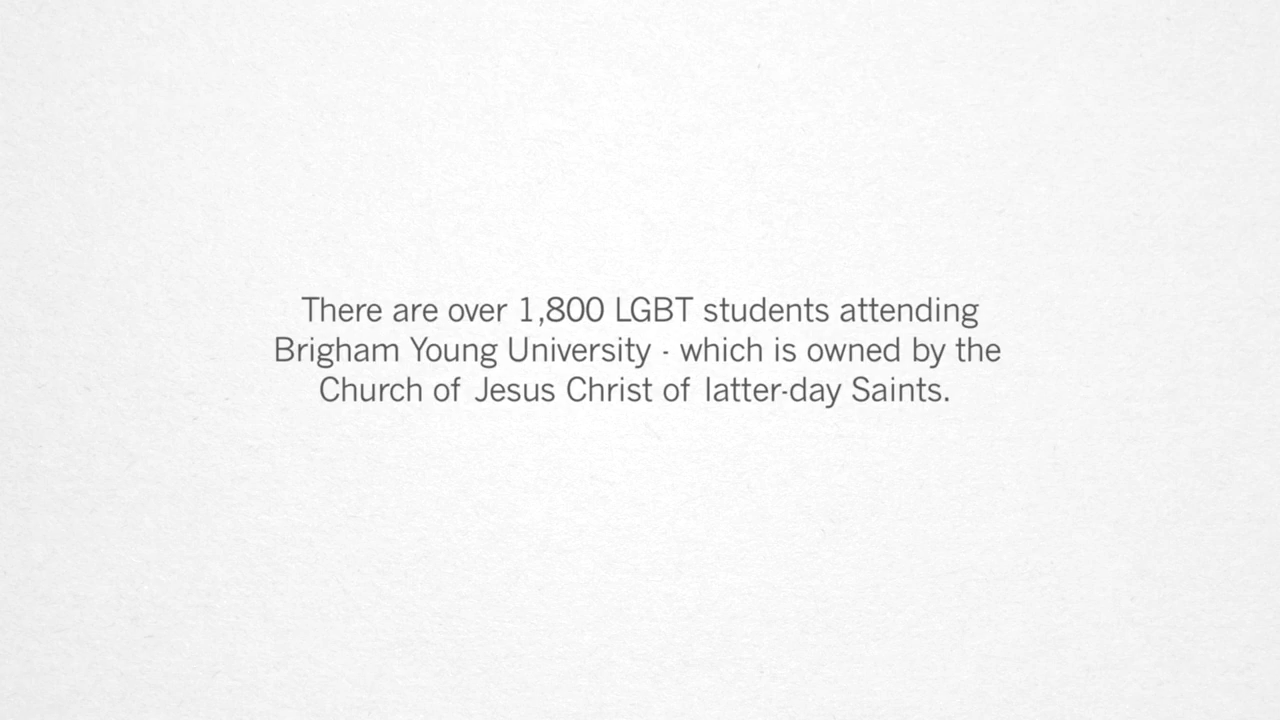 There are over 1,800 LGBT students attending
Brigham Young University - which is owned by the
Church of Jesus Christ of latter-day Saints.